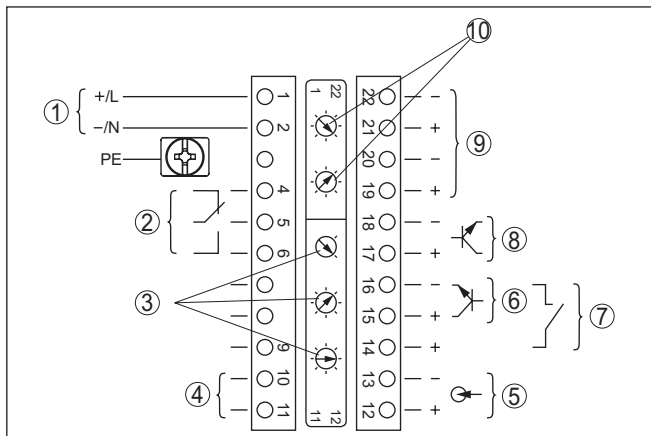 ⑩
① +/L 1 1 22 22 − ⑨
−/N 2 21 +
PE 20 −
4 19 +
② 5 18 − ⑧
6 17 +
16 − ⑥
③ 15 + ⑦
9 14 +
④ 10 13 − ⑤
11 11 12 12 +